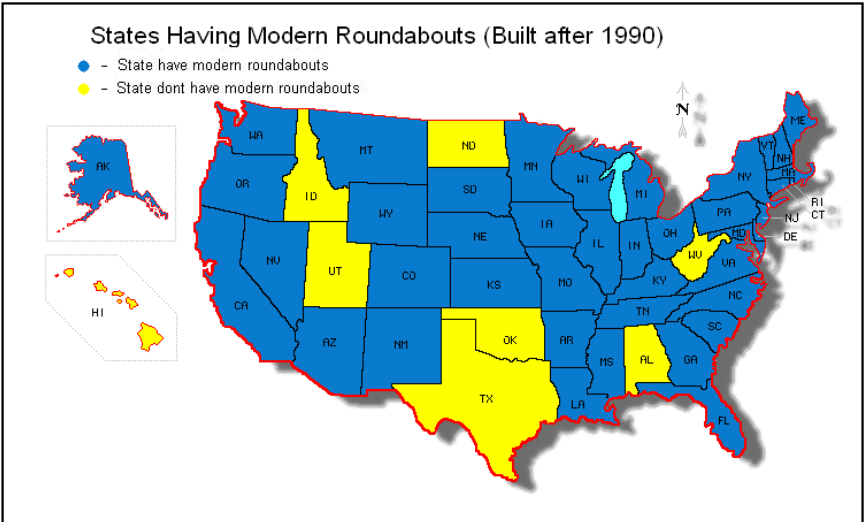 States Having Modern Roundabouts (Built after 1990)
- State have modern roundabouts
- State dont have modern roundabouts
N
WA
MT
ND
MN
ME
VT
NH
AK
OR
ID
SD
WI
MI
NY
MA
WY
RI
CT
PA
NJ
IA
NE
OH
MD
DE
NV
UT
CO
IL
IN
WV
VA
KS
MO
KY
HI
CA
NC
TN
AZ
NM
OK
AR
SC
MS
AL
GA
TX
LA
FL